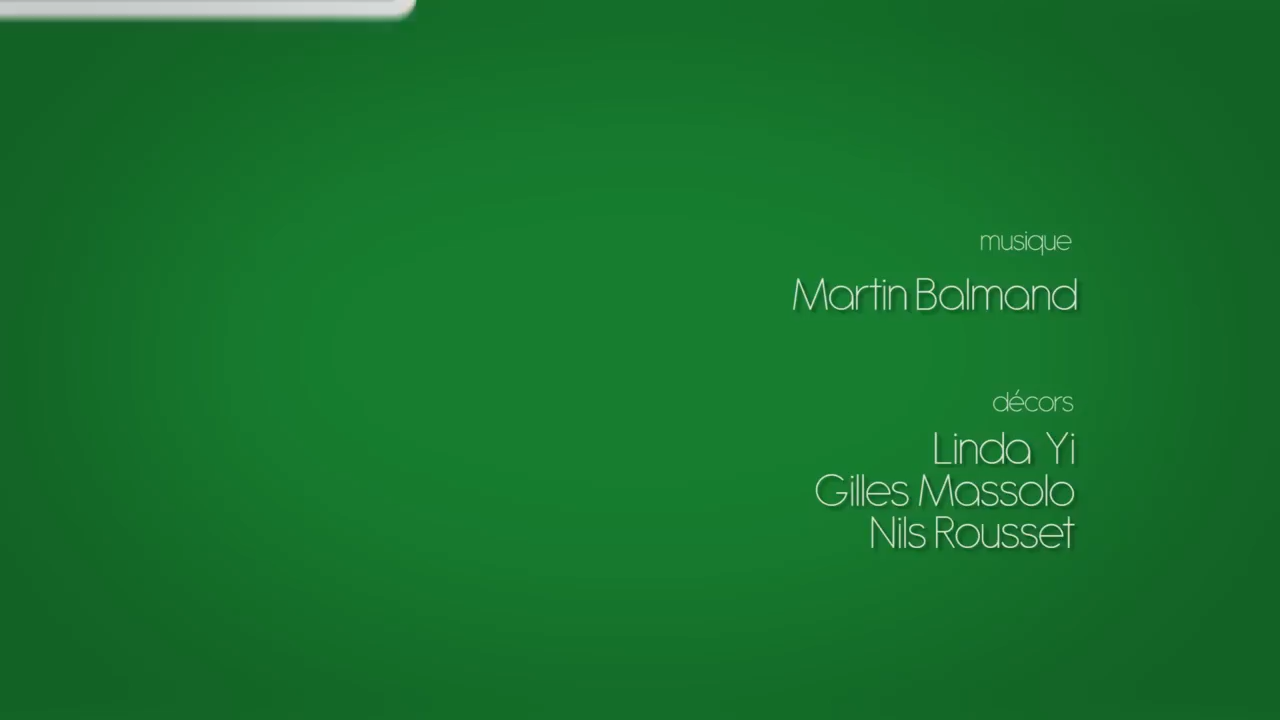 musique
Martin Balmand
décors
Linda Yi
Gilles Massolo
Nils Rousset